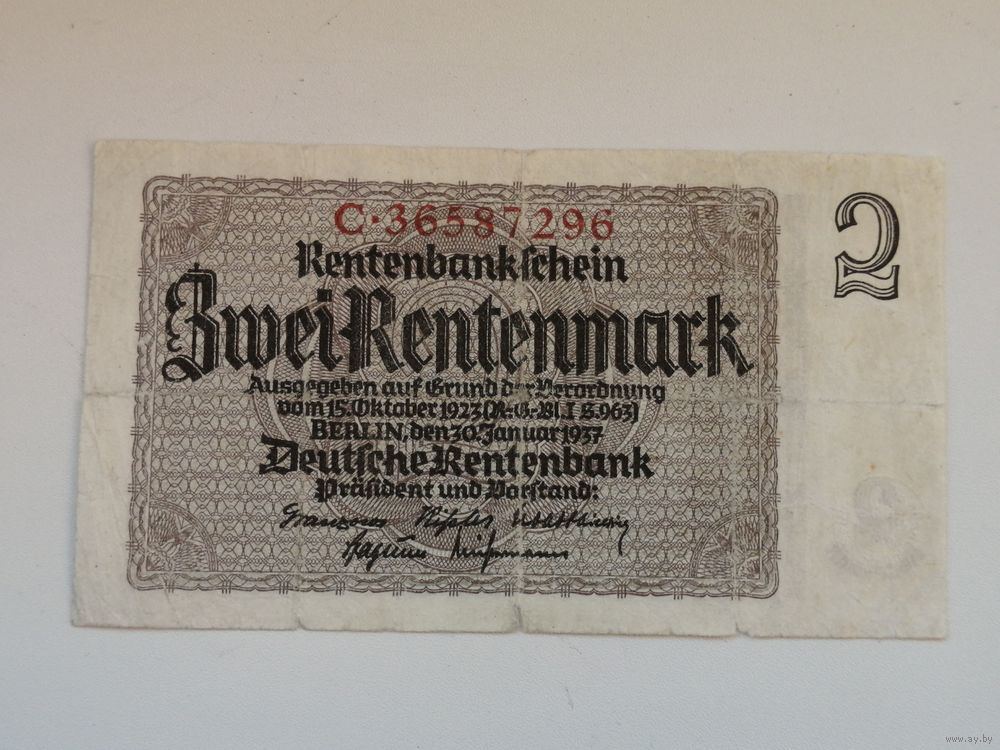 C·36587296
2
Rentenbankschein
Zwei Rentenmark
Ausgegeben auf Grund der Verordnung
vom 15. Oktober 1923 (R.-G.-Bl. I S. 963)
BERLIN, den 30. Januar 1937
Deutsche Rentenbank
Präsident und Vorstand:
www.ay.by